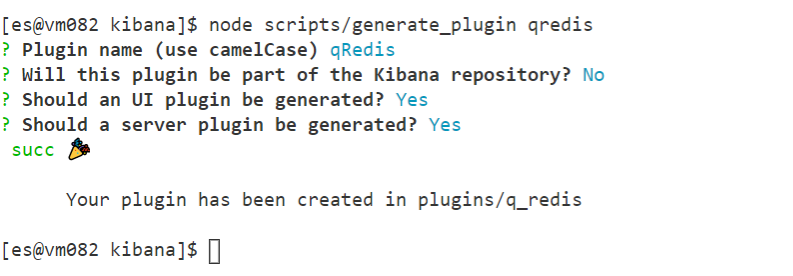 [es@vm082 kibana]$ node scripts/generate_plugin qredis
? Plugin name (use camelCase) qRedis
? Will this plugin be part of the Kibana repository? No
? Should an UI plugin be generated? Yes
? Should a server plugin be generated? Yes
succ 🎉
Your plugin has been created in plugins/q_redis
[es@vm082 kibana]$